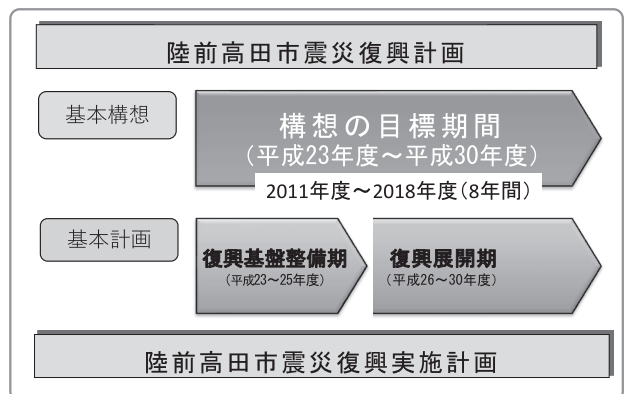 陸前高田市震災復興計画
基本構想
構想の目標期間
(平成23年度～平成30年度)
2011年度～2018年度(8年間)
基本計画
復興基盤整備期
(平成23～25年度)
復興展開期
(平成26～30年度)
陸前高田市震災復興実施計画